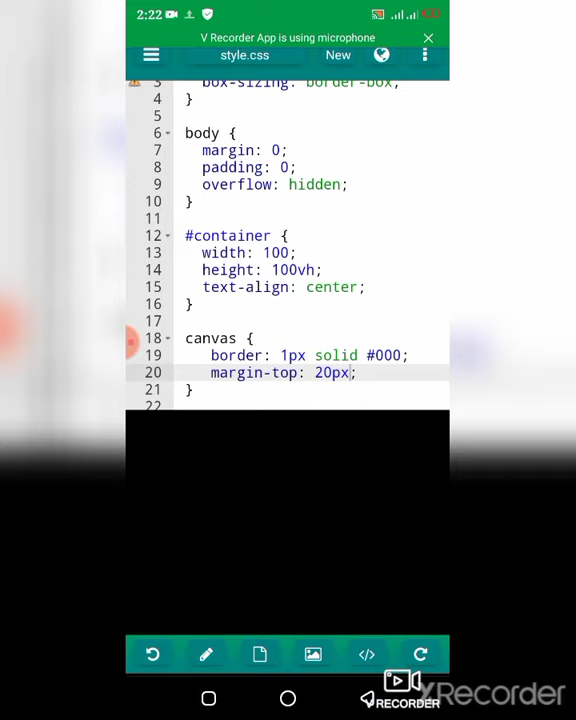 2:22
V Recorder App is using microphone
style.css New
3 box-sizing: border-box;
4 }
5
6 body {
7 margin: 0;
8 padding: 0;
9 overflow: hidden;
10 }
11
12 #container {
13 width: 100;
14 height: 100vh;
15 text-align: center;
16 }
17
18 canvas {
19 border: 1px solid #000;
20 margin-top: 20px;
21 }
22
</>
RECORDER
XRecorder